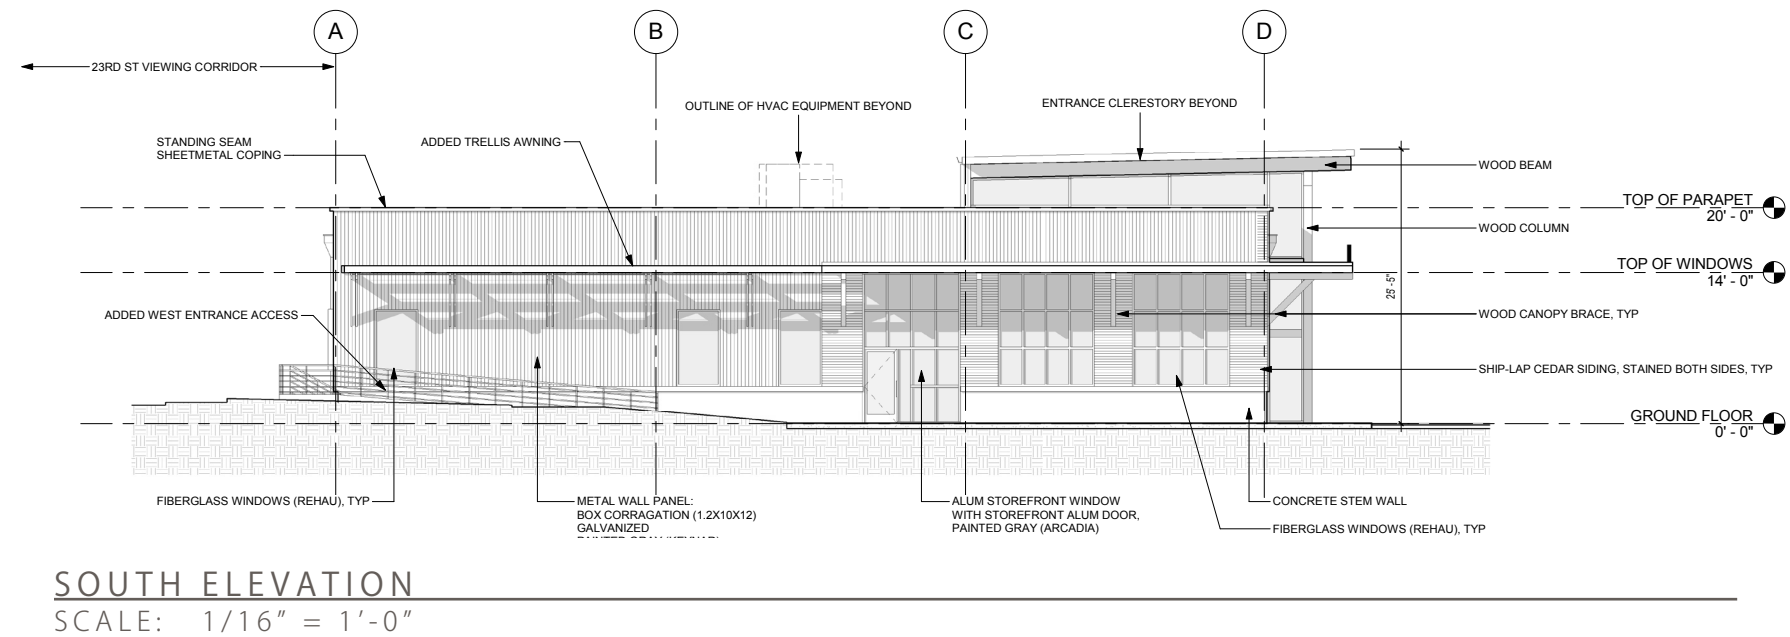 A
B
C
D
23RD ST VIEWING CORRIDOR
OUTLINE OF HVAC EQUIPMENT BEYOND
ENTRANCE CLERESTORY BEYOND
STANDING SEAM
SHEETMETAL COPING
ADDED TRELLIS AWNING
WOOD BEAM
TOP OF PARAPET
20' - 0"
WOOD COLUMN
TOP OF WINDOWS
14' - 0"
25' - 5"
ADDED WEST ENTRANCE ACCESS
WOOD CANOPY BRACE, TYP
SHIP-LAP CEDAR SIDING, STAINED BOTH SIDES, TYP
GROUND FLOOR
0' - 0"
FIBERGLASS WINDOWS (REHAU), TYP
METAL WALL PANEL:
BOX CORRAGATION (1.2X10X12)
GALVANIZED
ALUM STOREFRONT WINDOW
WITH STOREFRONT ALUM DOOR,
PAINTED GRAY (ARCADIA)
CONCRETE STEM WALL
FIBERGLASS WINDOWS (REHAU), TYP
SOUTH ELEVATION
SCALE: 1/16" = 1'-0"